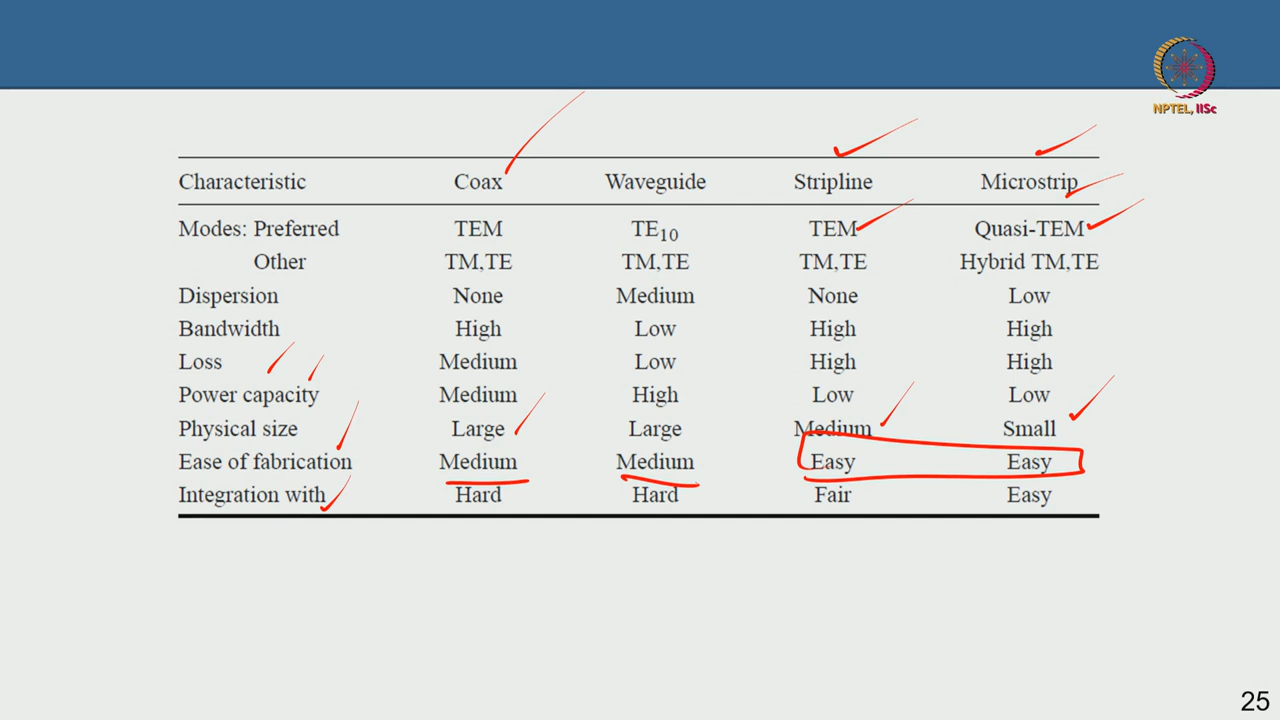 NPTEL, IISc
Characteristic Coax Waveguide Stripline Microstrip
Modes: Preferred TEM TE10 TEM Quasi-TEM
Other TM,TE TM,TE TM,TE Hybrid TM,TE
Dispersion None Medium None Low
Bandwidth High Low High High
Loss Medium Low High High
Power capacity Medium High Low Low
Physical size Large Large Medium Small
Ease of fabrication Medium Medium Easy Easy
Integration with Hard Hard Fair Easy
25